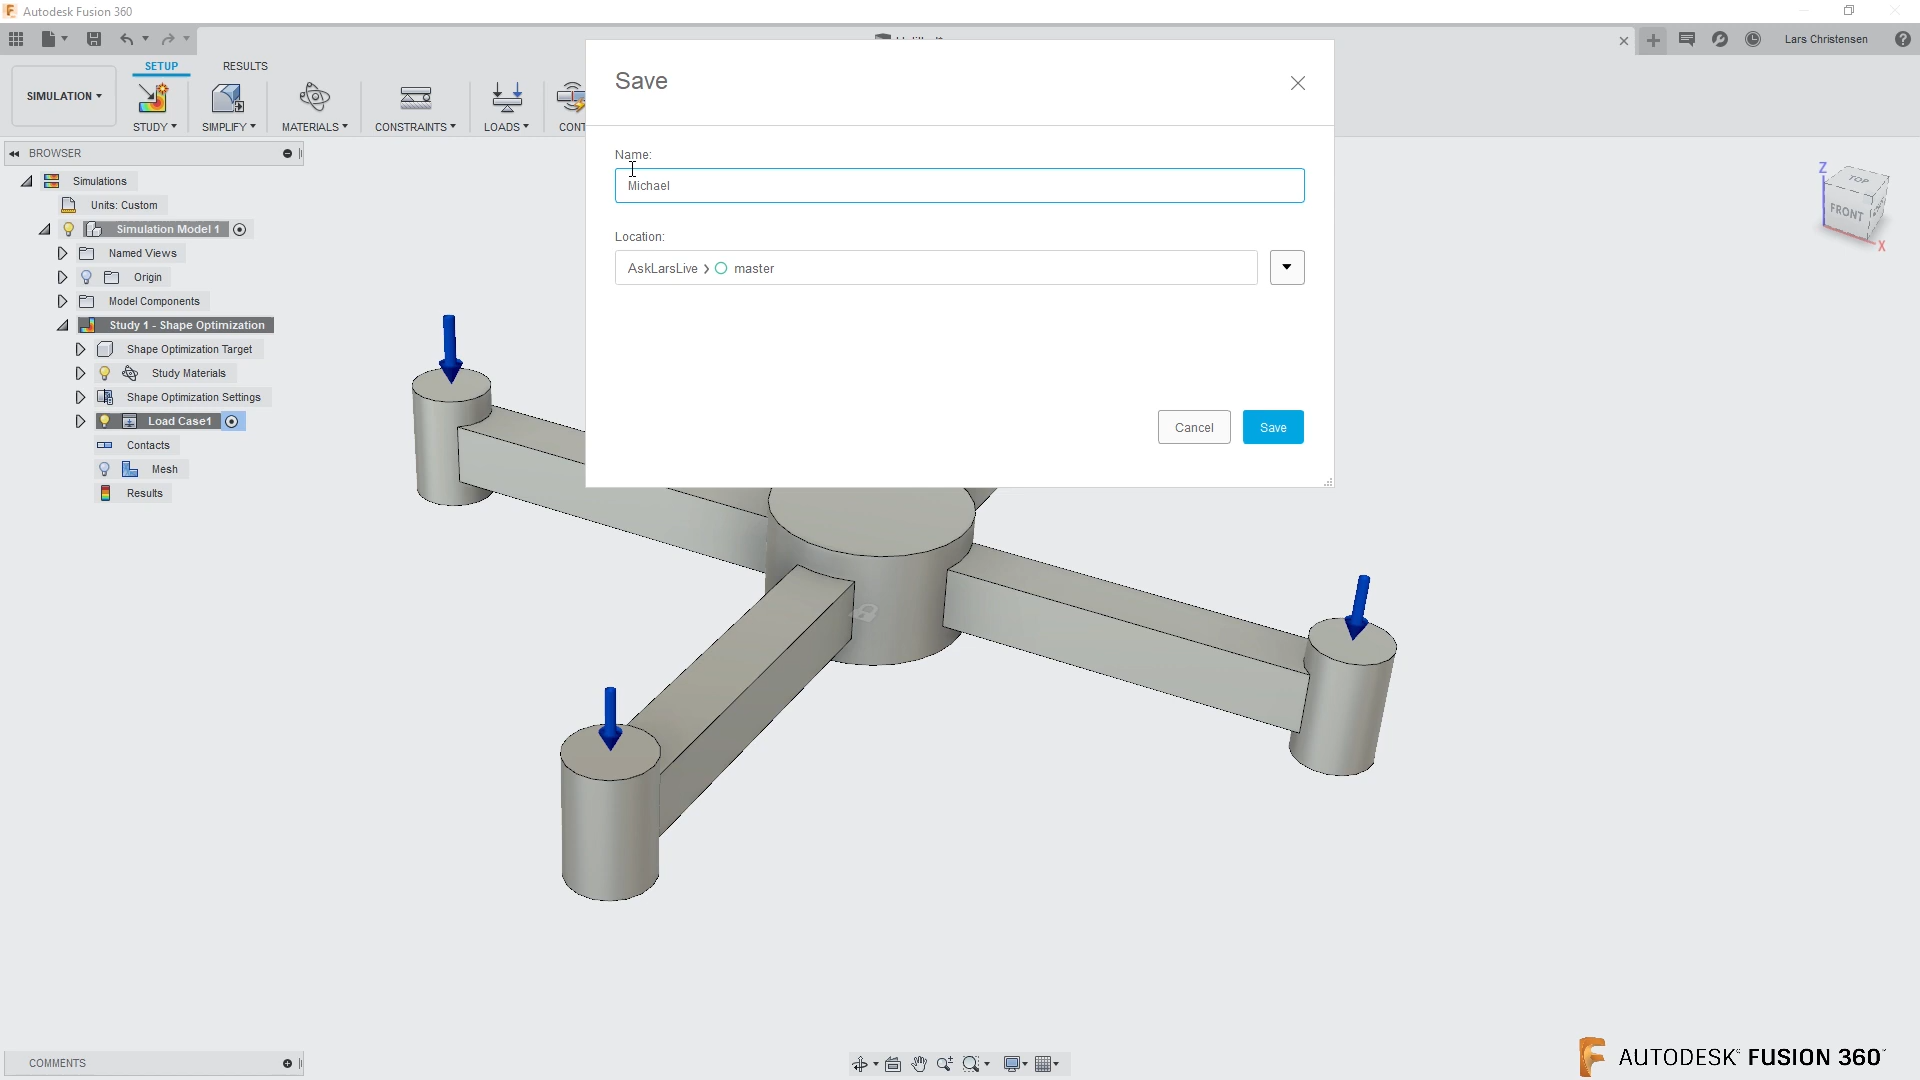 Autodesk Fusion 360
Lars Christensen
SETUP
RESULTS
SIMULATION
STUDY
SIMPLIFY
MATERIALS
CONSTRAINTS
LOADS
CONT
Save
Name:
Michael
Location:
AskLarsLive
master
Cancel
Save
BROWSER
Simulations
Units: Custom
Simulation Model 1
Named Views
Origin
Model Components
Study 1 - Shape Optimization
Shape Optimization Target
Study Materials
Shape Optimization Settings
Load Case1
Contacts
Mesh
Results
Z
TOP
FRONT
X
COMMENTS
AUTODESK® FUSION 360™